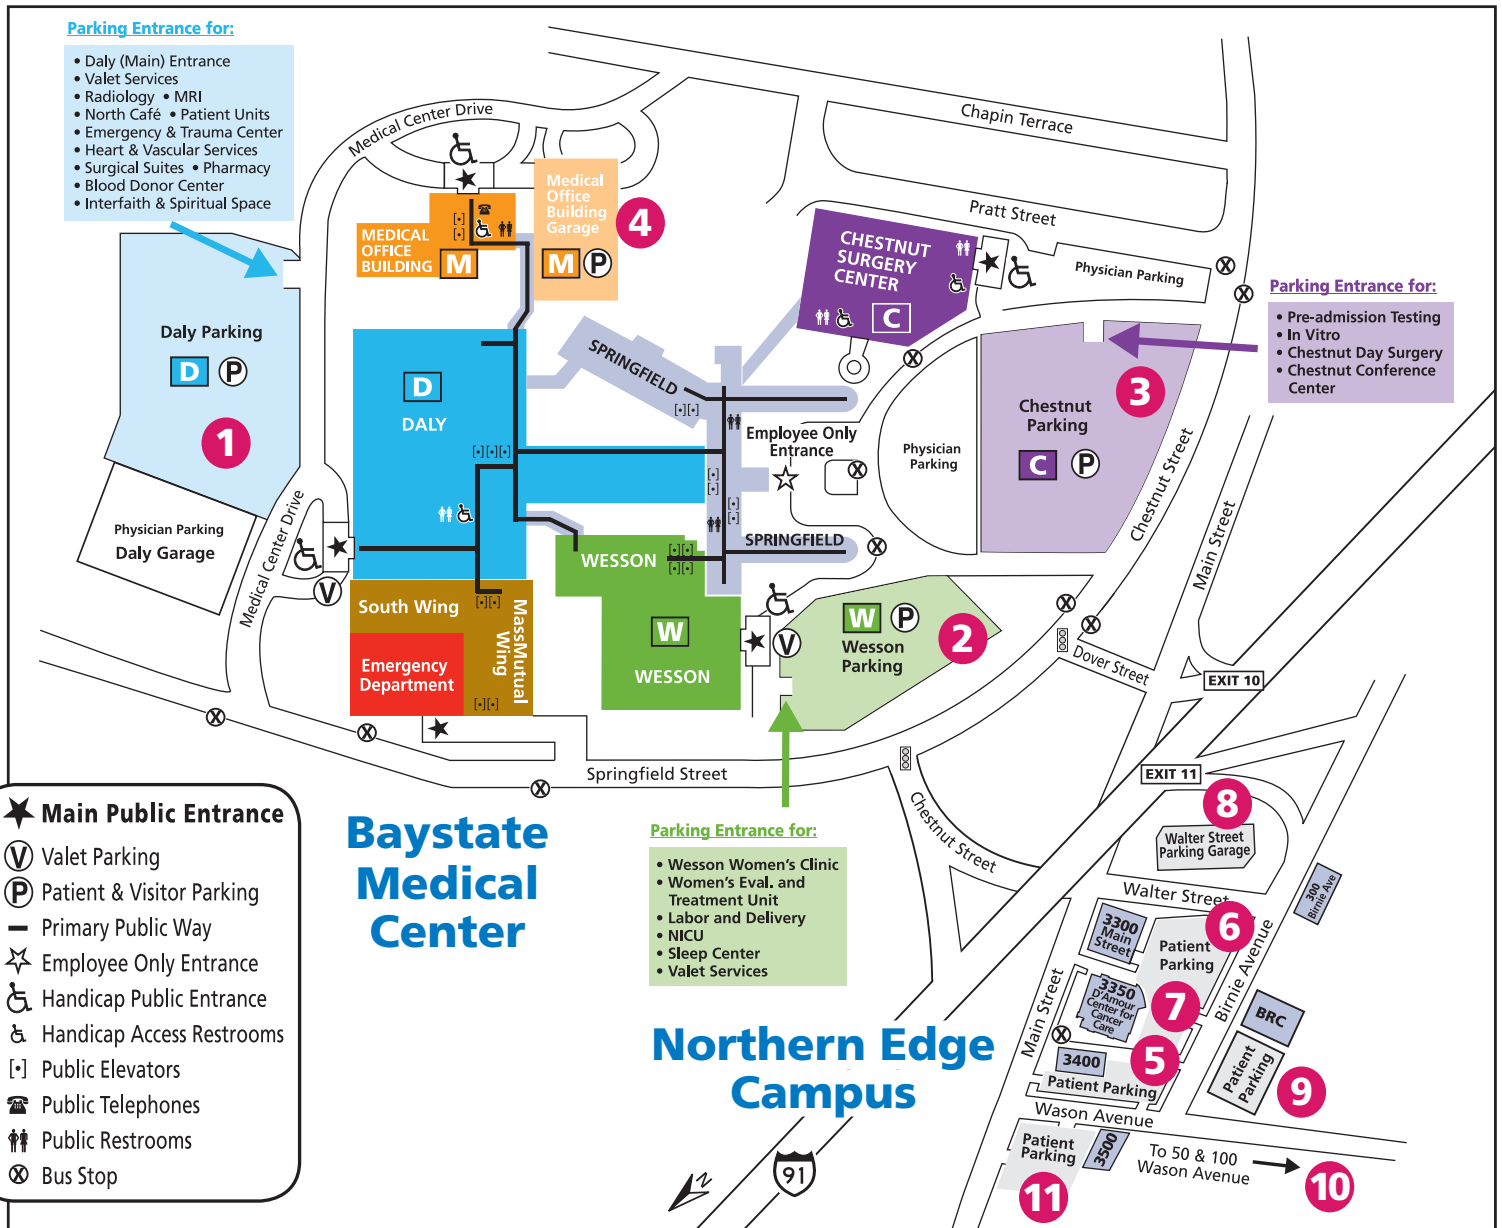 Parking Entrance for:
• Daly (Main) Entrance
• Valet Services
• Radiology • MRI
• North Café • Patient Units
• Emergency & Trauma Center
• Heart & Vascular Services
• Surgical Suites • Pharmacy
• Blood Donor Center
• Interfaith & Spiritual Space
Medical Center Drive
Chapin Terrace
Pratt Street
Physician Parking
MEDICAL
OFFICE
BUILDING
M
Medical
Office
Building
Garage
M P
4
CHESTNUT
SURGERY
CENTER
C
Parking Entrance for:
• Pre-admission Testing
• In Vitro
• Chestnut Day Surgery
• Chestnut Conference
Center
Daly Parking
D P
1
Physician Parking
Daly Garage
Medical Center Drive
V
D
DALY
SPRINGFIELD
Employee Only
Entrance
SPRINGFIELD
Physician
Parking
3
Chestnut
Parking
C P
Chestnut Street
Main Street
WESSON
W
WESSON
V
W P
Wesson
Parking
2
South Wing
MassMutual
Wing
Emergency
Department
Dover Street
EXIT 10
EXIT 11
Springfield Street
Chestnut Street
Main Public Entrance
V Valet Parking
P Patient & Visitor Parking
Primary Public Way
Employee Only Entrance
Handicap Public Entrance
Handicap Access Restrooms
Public Elevators
Public Telephones
Public Restrooms
X Bus Stop
Baystate
Medical
Center
Parking Entrance for:
• Wesson Women's Clinic
• Women's Eval. and
Treatment Unit
• Labor and Delivery
• NICU
• Sleep Center
• Valet Services
Northern Edge
Campus
8
Walter Street
Parking Garage
Walter Street
300
Birnie Ave
6
3300
Main
Street
Patient
Parking
Birnie Avenue
7
3350
D'Amour
Center for
Cancer
Care
Main Street
BRC
5
3400
Patient Parking
Patient
Parking
9
Wason Avenue
Patient
Parking
3500
To 50 & 100
Wason Avenue
10
11
91
N